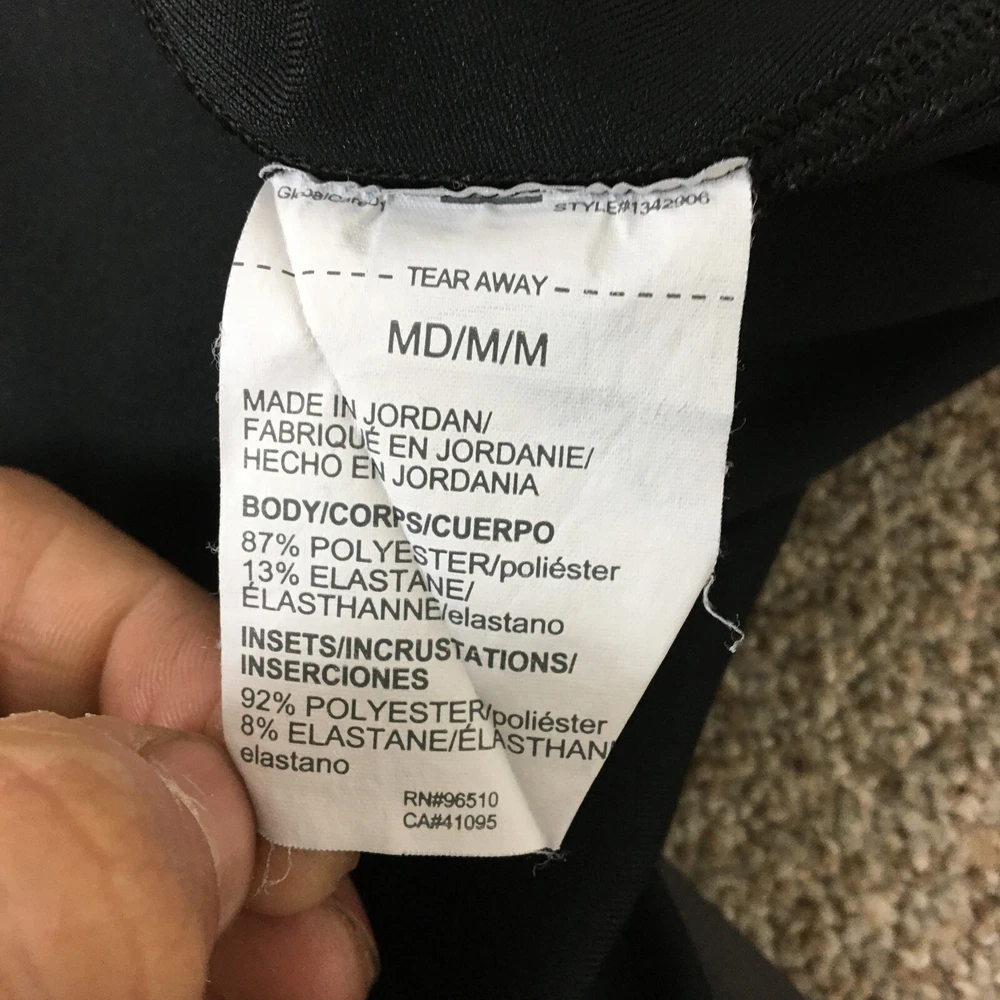 STYLE#1342906
TEAR AWAY
MD/M/M
MADE IN JORDAN/
FABRIQUÉ EN JORDANIE/
HECHO EN JORDANIA
BODY/CORPS/CUERPO
87% POLYESTER/poliéster
13% ELASTANE/
ÉLASTHANNE/elastano
INSETS/INCRUSTATIONS/
INSERCIONES
92% POLYESTER/poliéster
8% ELASTANE/ÉLASTHAN
elastano
RN#96510
CA#41095